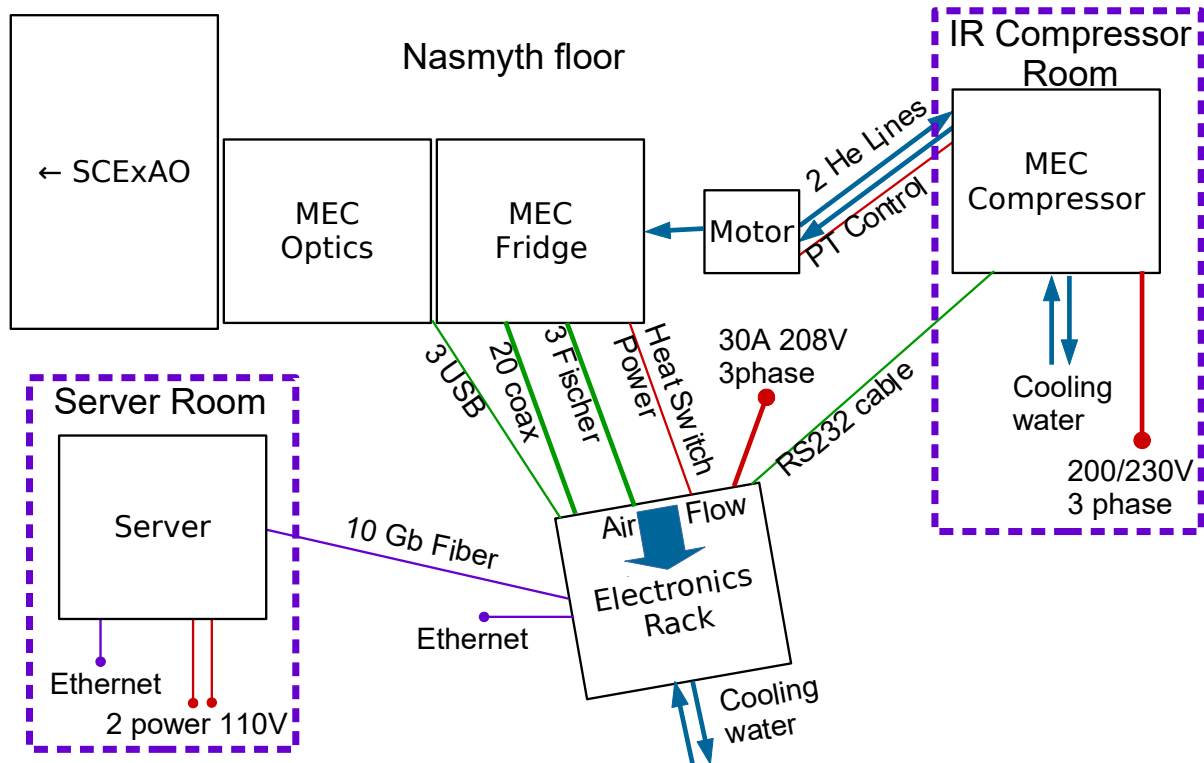 Nasmyth floor
IR Compressor
Room
← SCExAO
MEC
Optics
MEC
Fridge
Motor
2 He Lines
PT Control
MEC
Compressor
3 USB
20 coax
3 Fischer
Heat Switch
Power
30A 208V
3phase
RS232 cable
Cooling
water
200/230V
3 phase
Server Room
Server
10 Gb Fiber
Ethernet
2 power 110V
Ethernet
Air Flow
Electronics
Rack
Cooling
water